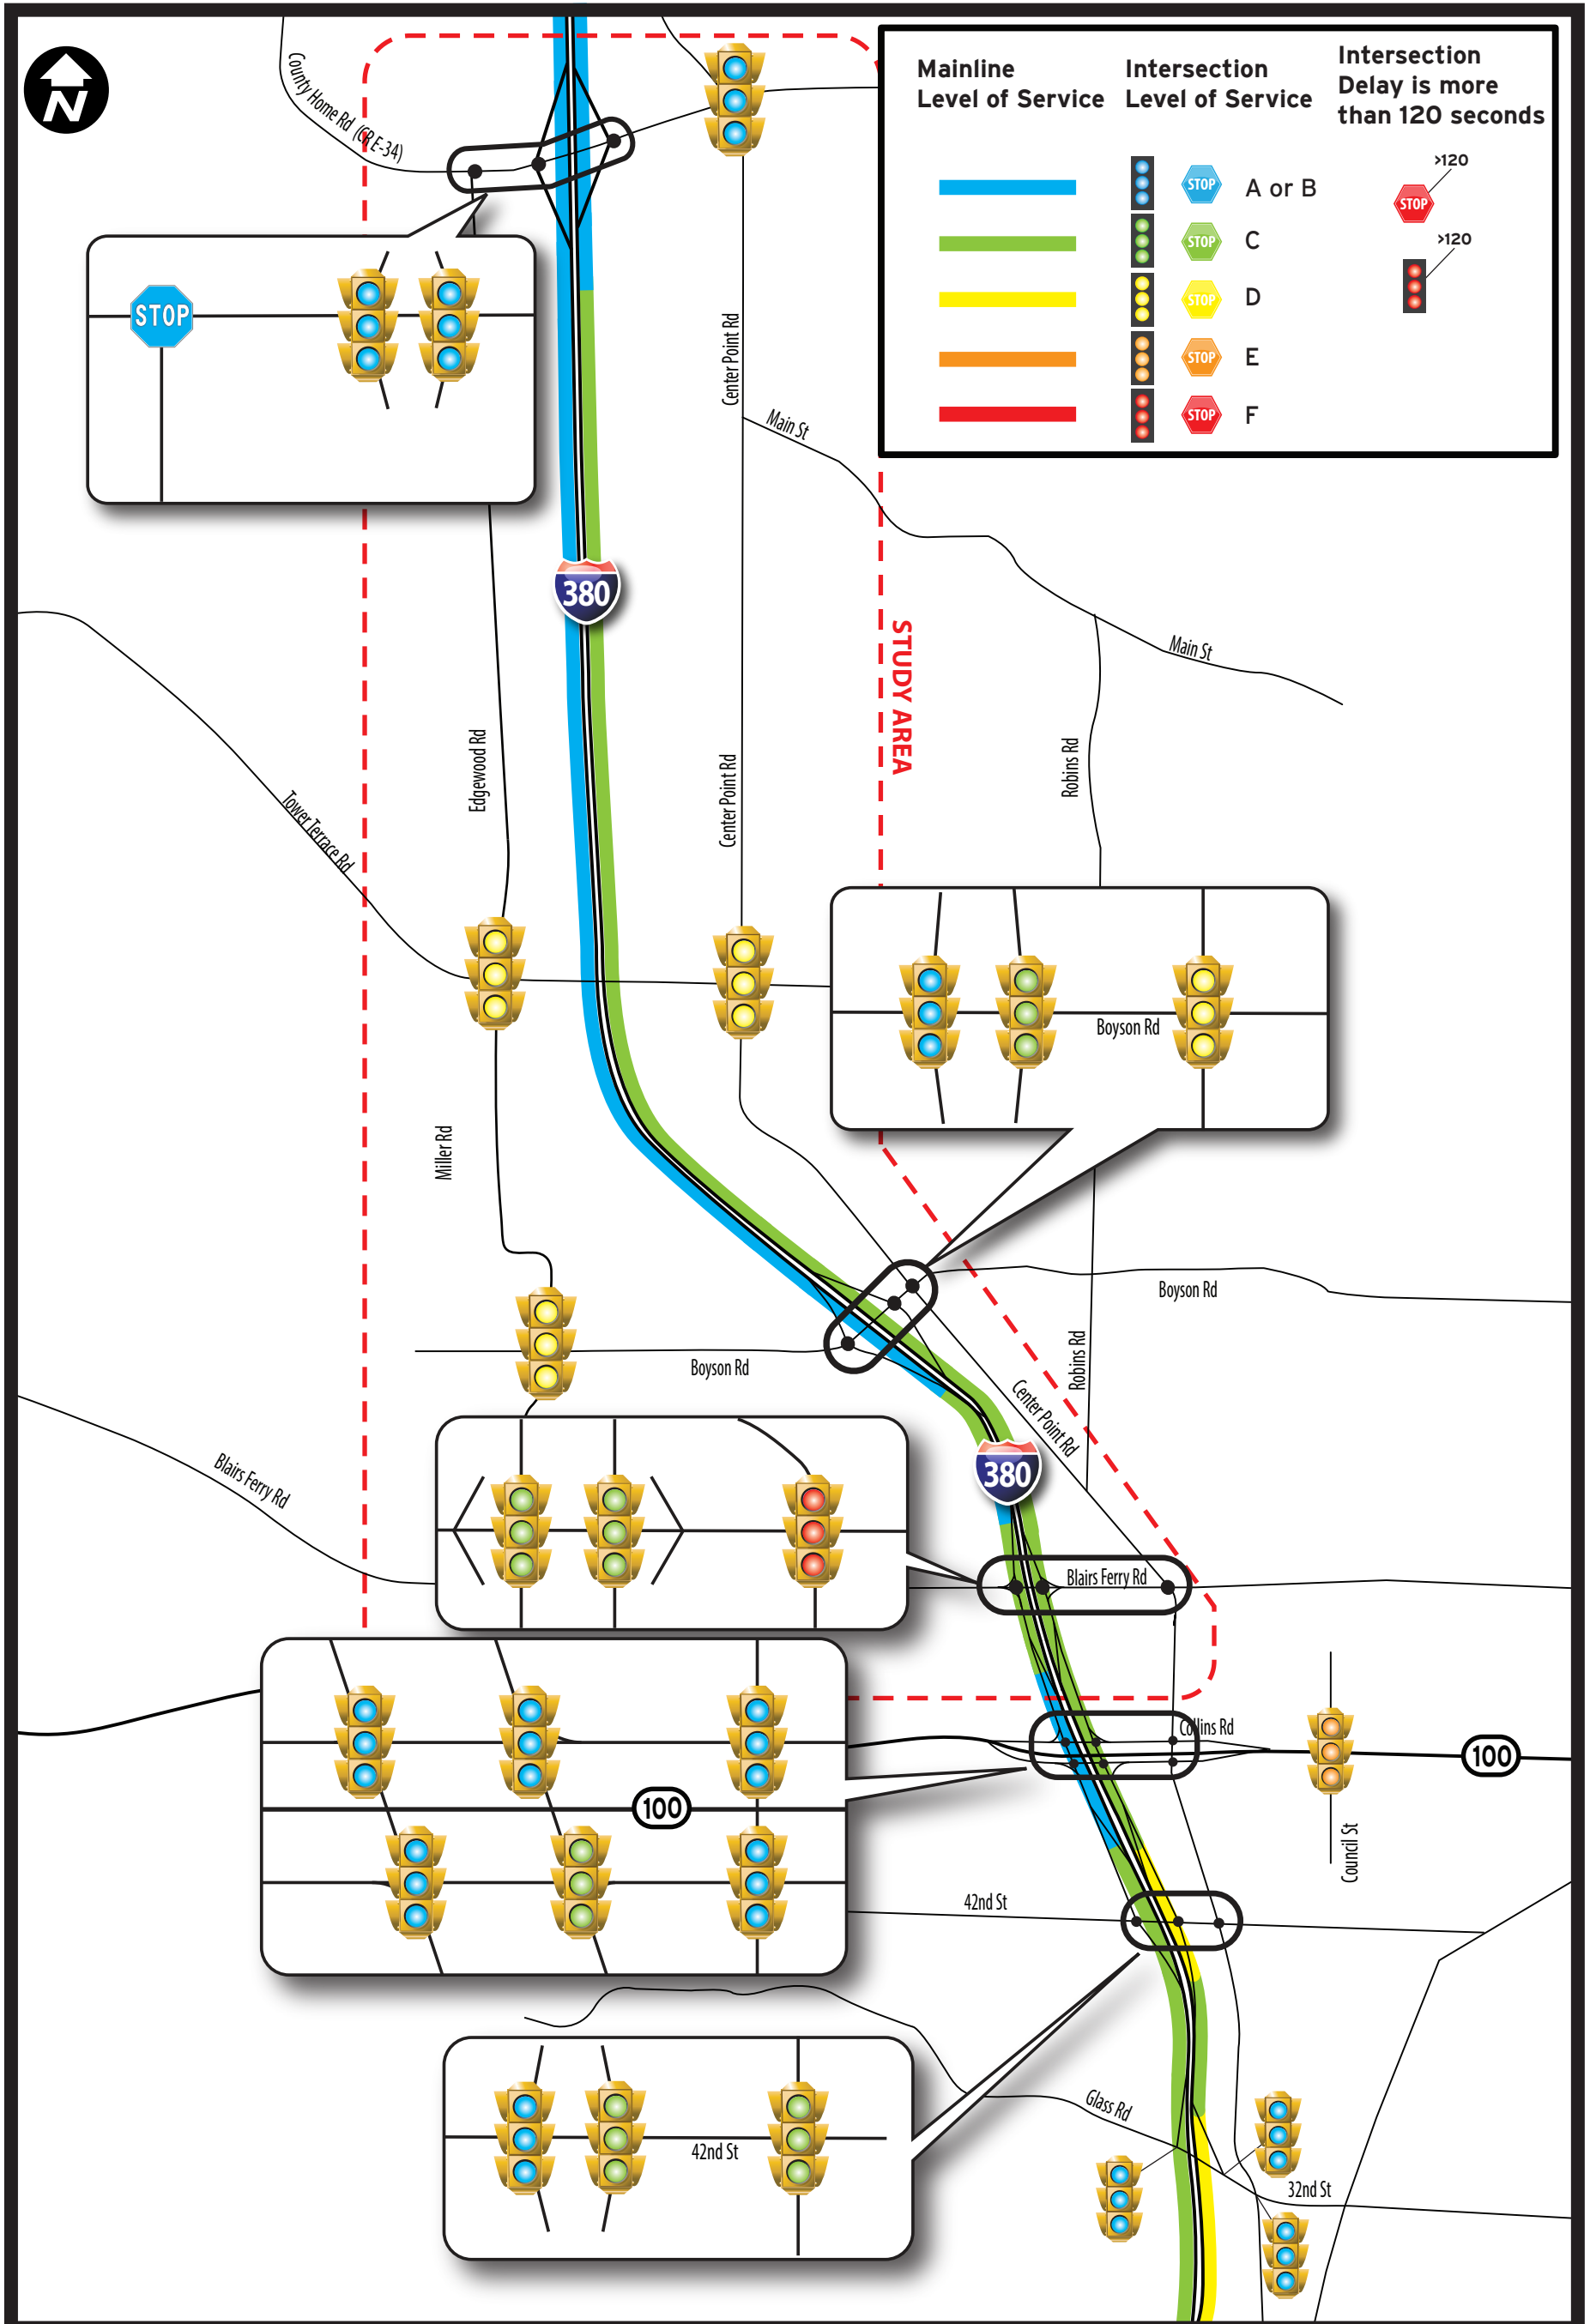 N
Mainline
Level of Service
Intersection
Level of Service
Intersection
Delay is more
than 120 seconds
STOP
A or B
STOP
C
STOP
D
STOP
E
STOP
F
>120
STOP
>120
County Home Rd (CR E-34)
STOP
Center Point Rd
Main St
380
STUDY AREA
Main St
Edgewood Rd
Center Point Rd
Robins Rd
Tower Terrace Rd
Boyson Rd
Miller Rd
Boyson Rd
Boyson Rd
Robins Rd
Center Point Rd
Blairs Ferry Rd
380
Blairs Ferry Rd
Collins Rd
100
100
Council St
42nd St
Glass Rd
42nd St
32nd St